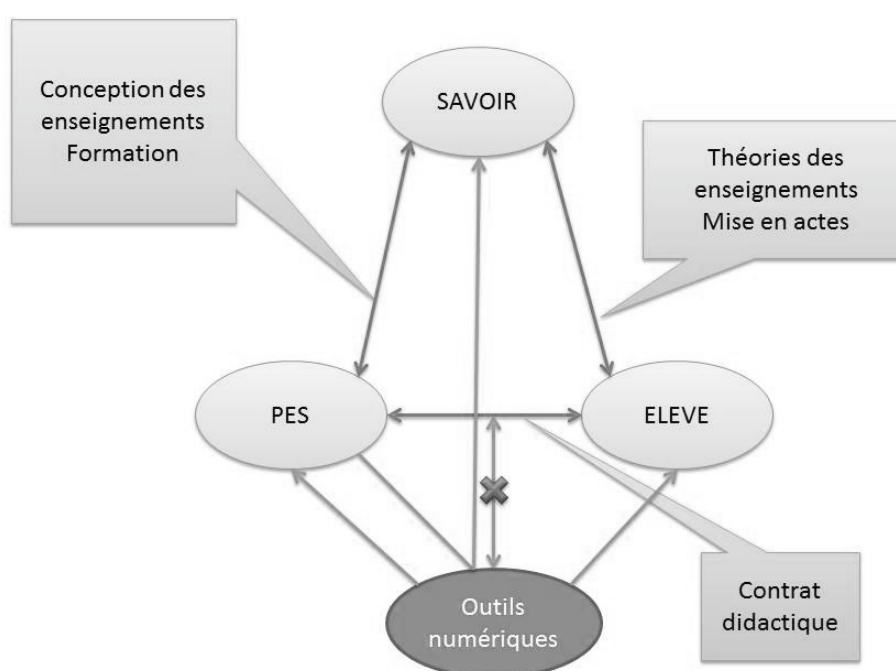 Conception des
enseignements
Formation
SAVOIR
Théories des
enseignements
Mise en actes
PES
ELEVE
Outils
numériques
Contrat
didactique